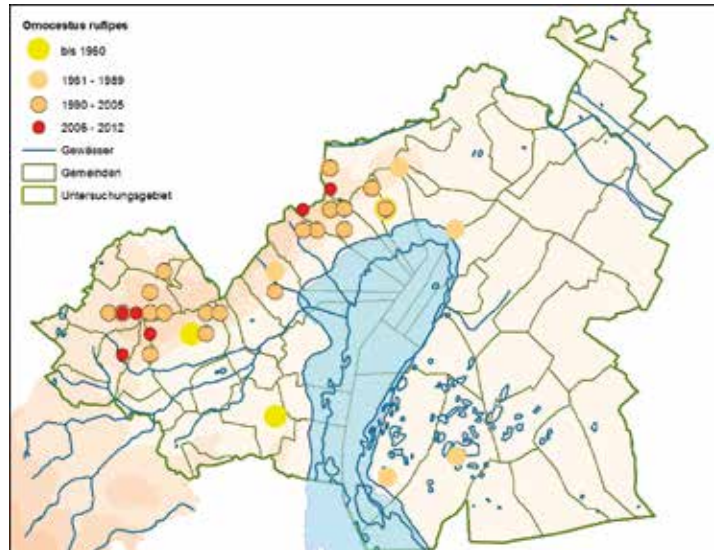 Omocestus rufipes
bis 1960
1961 - 1989
1990 - 2005
2006 - 2012
Gewässer
Gemeinden
Untersuchungsgebiet